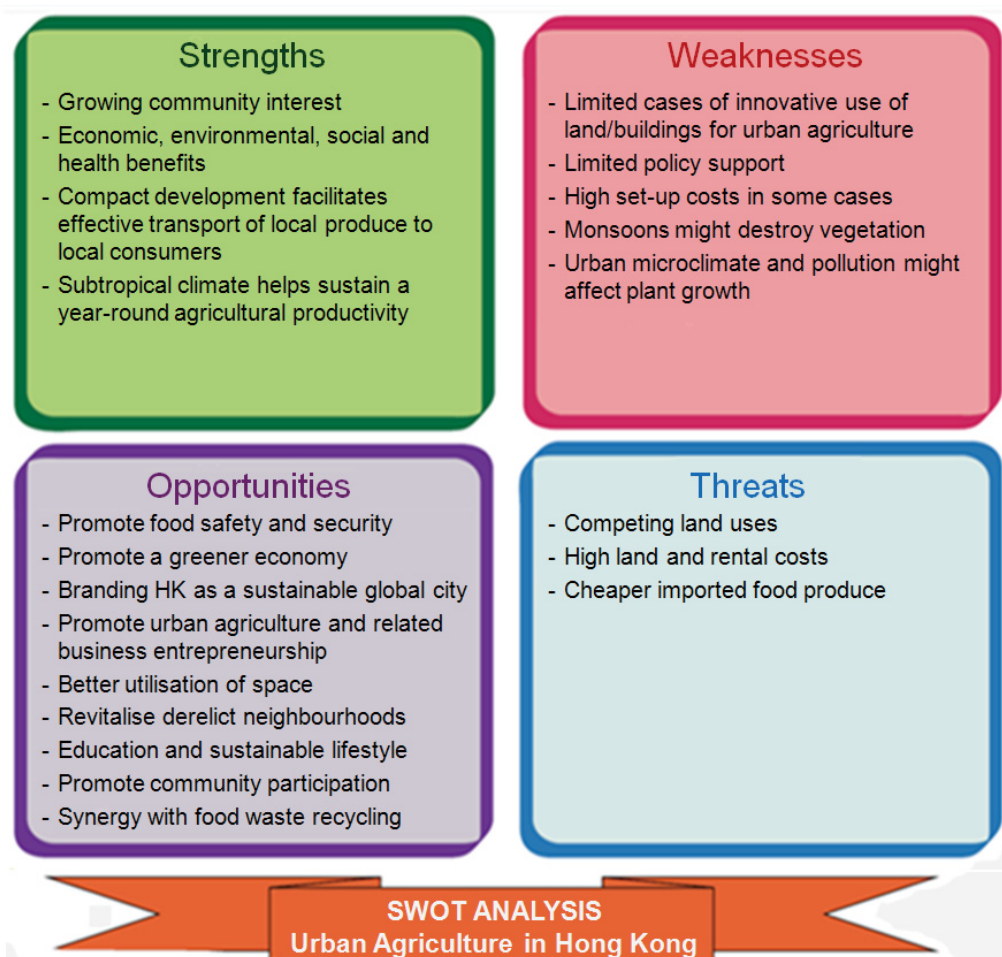 Strengths
- Growing community interest
- Economic, environmental, social and
health benefits
- Compact development facilitates
effective transport of local produce to
local consumers
- Subtropical climate helps sustain a
year-round agricultural productivity
Weaknesses
- Limited cases of innovative use of
land/buildings for urban agriculture
- Limited policy support
- High set-up costs in some cases
- Monsoons might destroy vegetation
- Urban microclimate and pollution might
affect plant growth
Opportunities
- Promote food safety and security
- Promote a greener economy
- Branding HK as a sustainable global city
- Promote urban agriculture and related
business entrepreneurship
- Better utilisation of space
- Revitalise derelict neighbourhoods
- Education and sustainable lifestyle
- Promote community participation
- Synergy with food waste recycling
Threats
- Competing land uses
- High land and rental costs
- Cheaper imported food produce
SWOT ANALYSIS
Urban Agriculture in Hong Kong